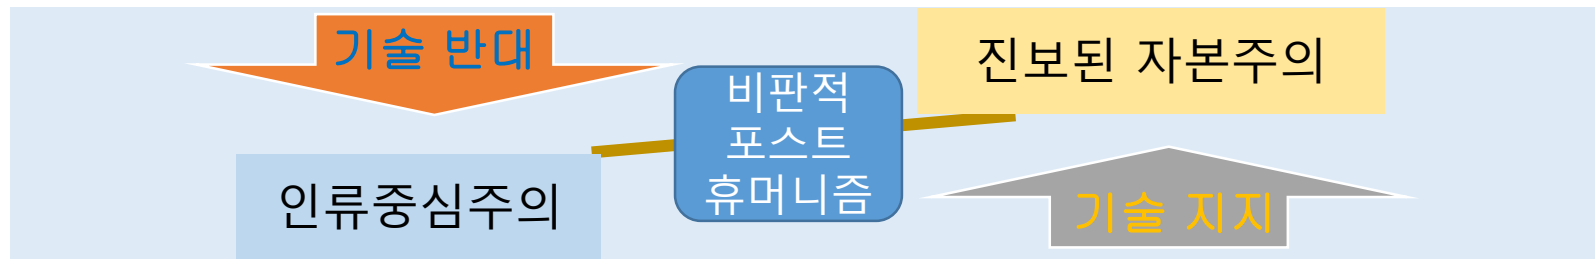 기술 반대
인류중심주의
비판적
포스트
휴머니즘
진보된 자본주의
기술 지지